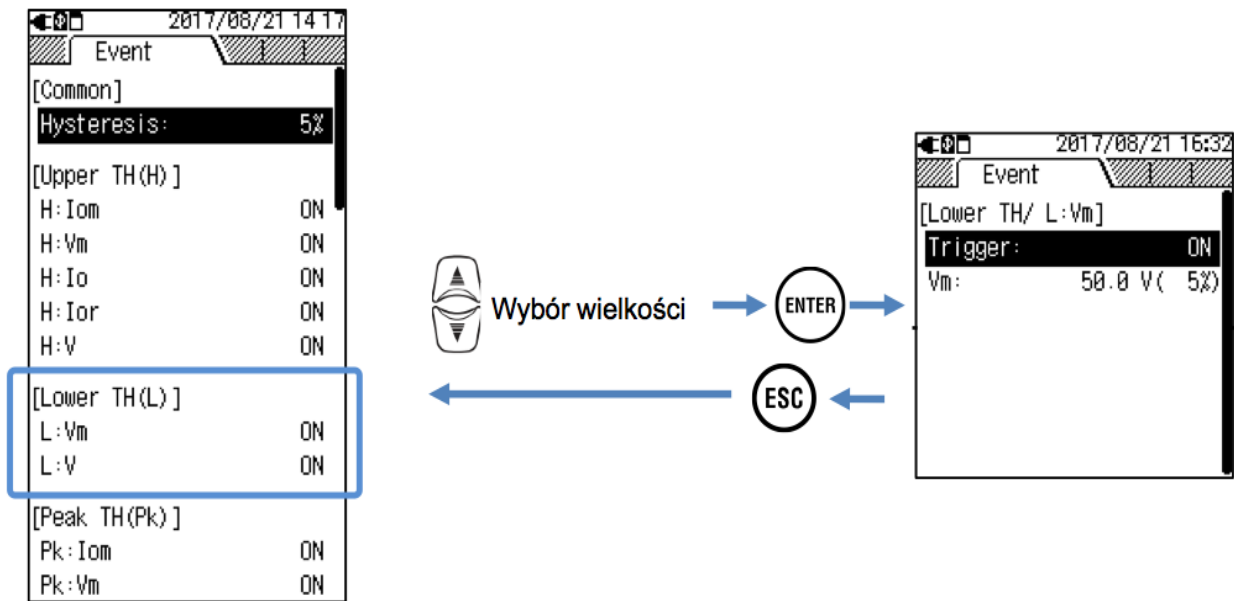 2017/08/21 14 17
Event
[Common]
Hysteresis: 5%
[Upper TH(H)]
H:Iom ON
H:Vm ON
H:Io ON
H:Ior ON
H:V ON
[Lower TH(L)]
L:Vm ON
L:V ON
[Peak TH(Pk)]
Pk:Iom ON
Pk:Vm ON
Wybór wielkości
ENTER
ESC
2017/08/21 16:32
Event
[Lower TH/ L:Vm]
Trigger: ON
Vm: 50.0 V( 5%)